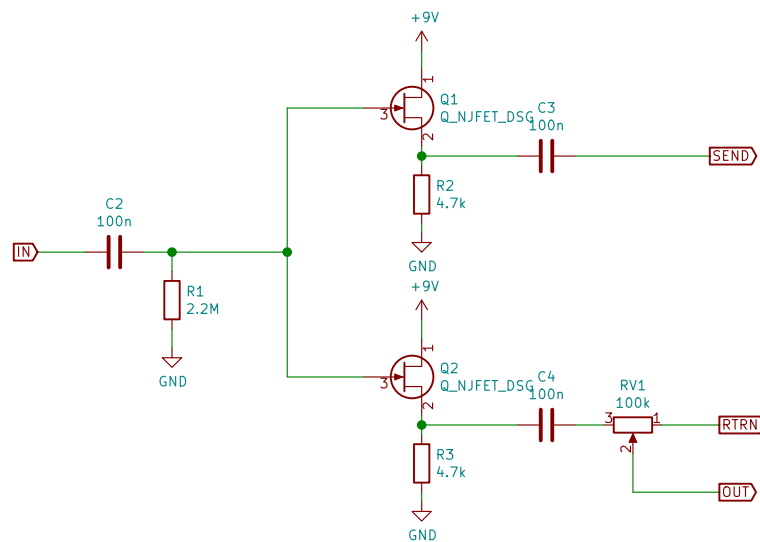 +9V
1
Q1
Q_NJFET_DSG
3
2
C3
100n
SEND
R2
4.7k
GND
C2
100n
IN
R1
2.2M
GND
+9V
1
Q2
Q_NJFET_DSG
3
2
C4
100n
RV1
100k
3
1
2
RTRN
R3
4.7k
OUT
GND